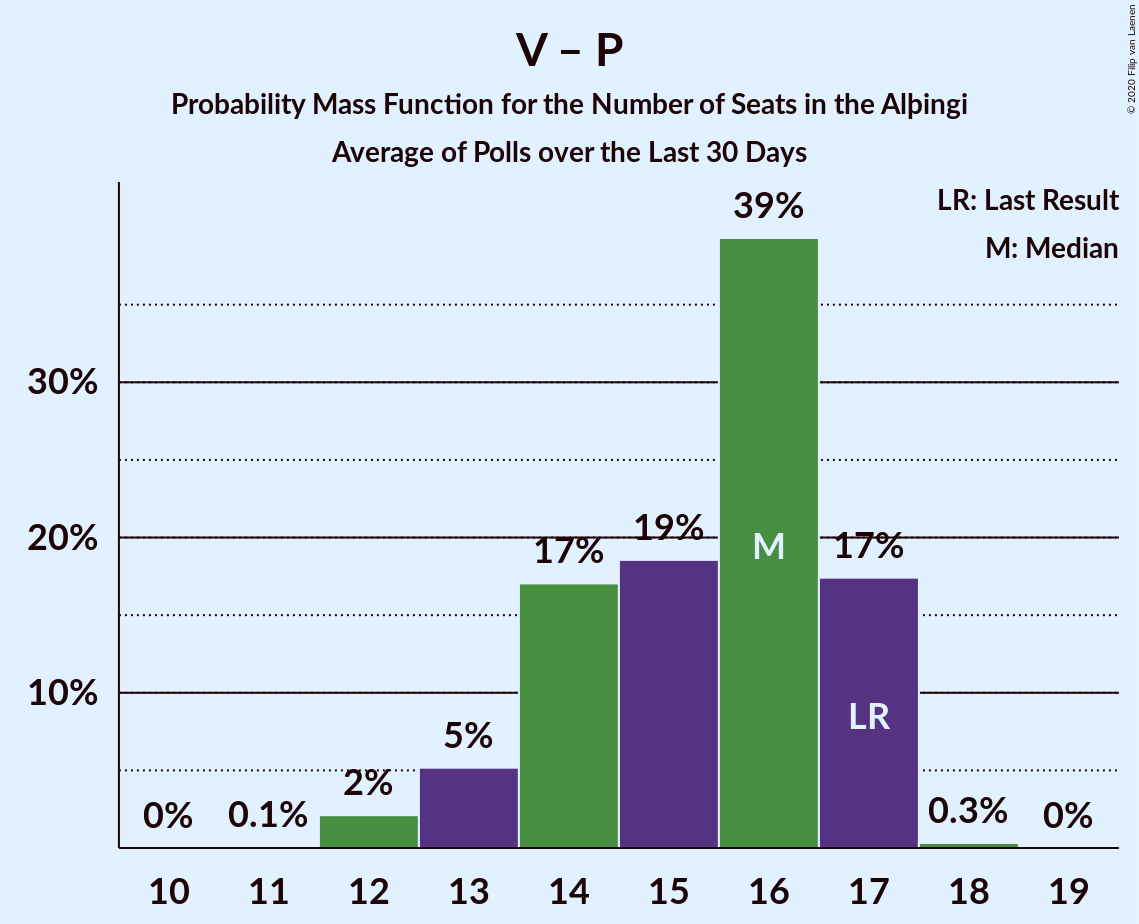 V – P
Probability Mass Function for the Number of Seats in the Alþingi
Average of Polls over the Last 30 Days
© 2020 Filip van Laenen
LR: Last Result
M: Median
39%
30%
20%
10%
0%
0.1%
2%
5%
17%
19%
M
17%
LR
0.3%
0%
10
11
12
13
14
15
16
17
18
19